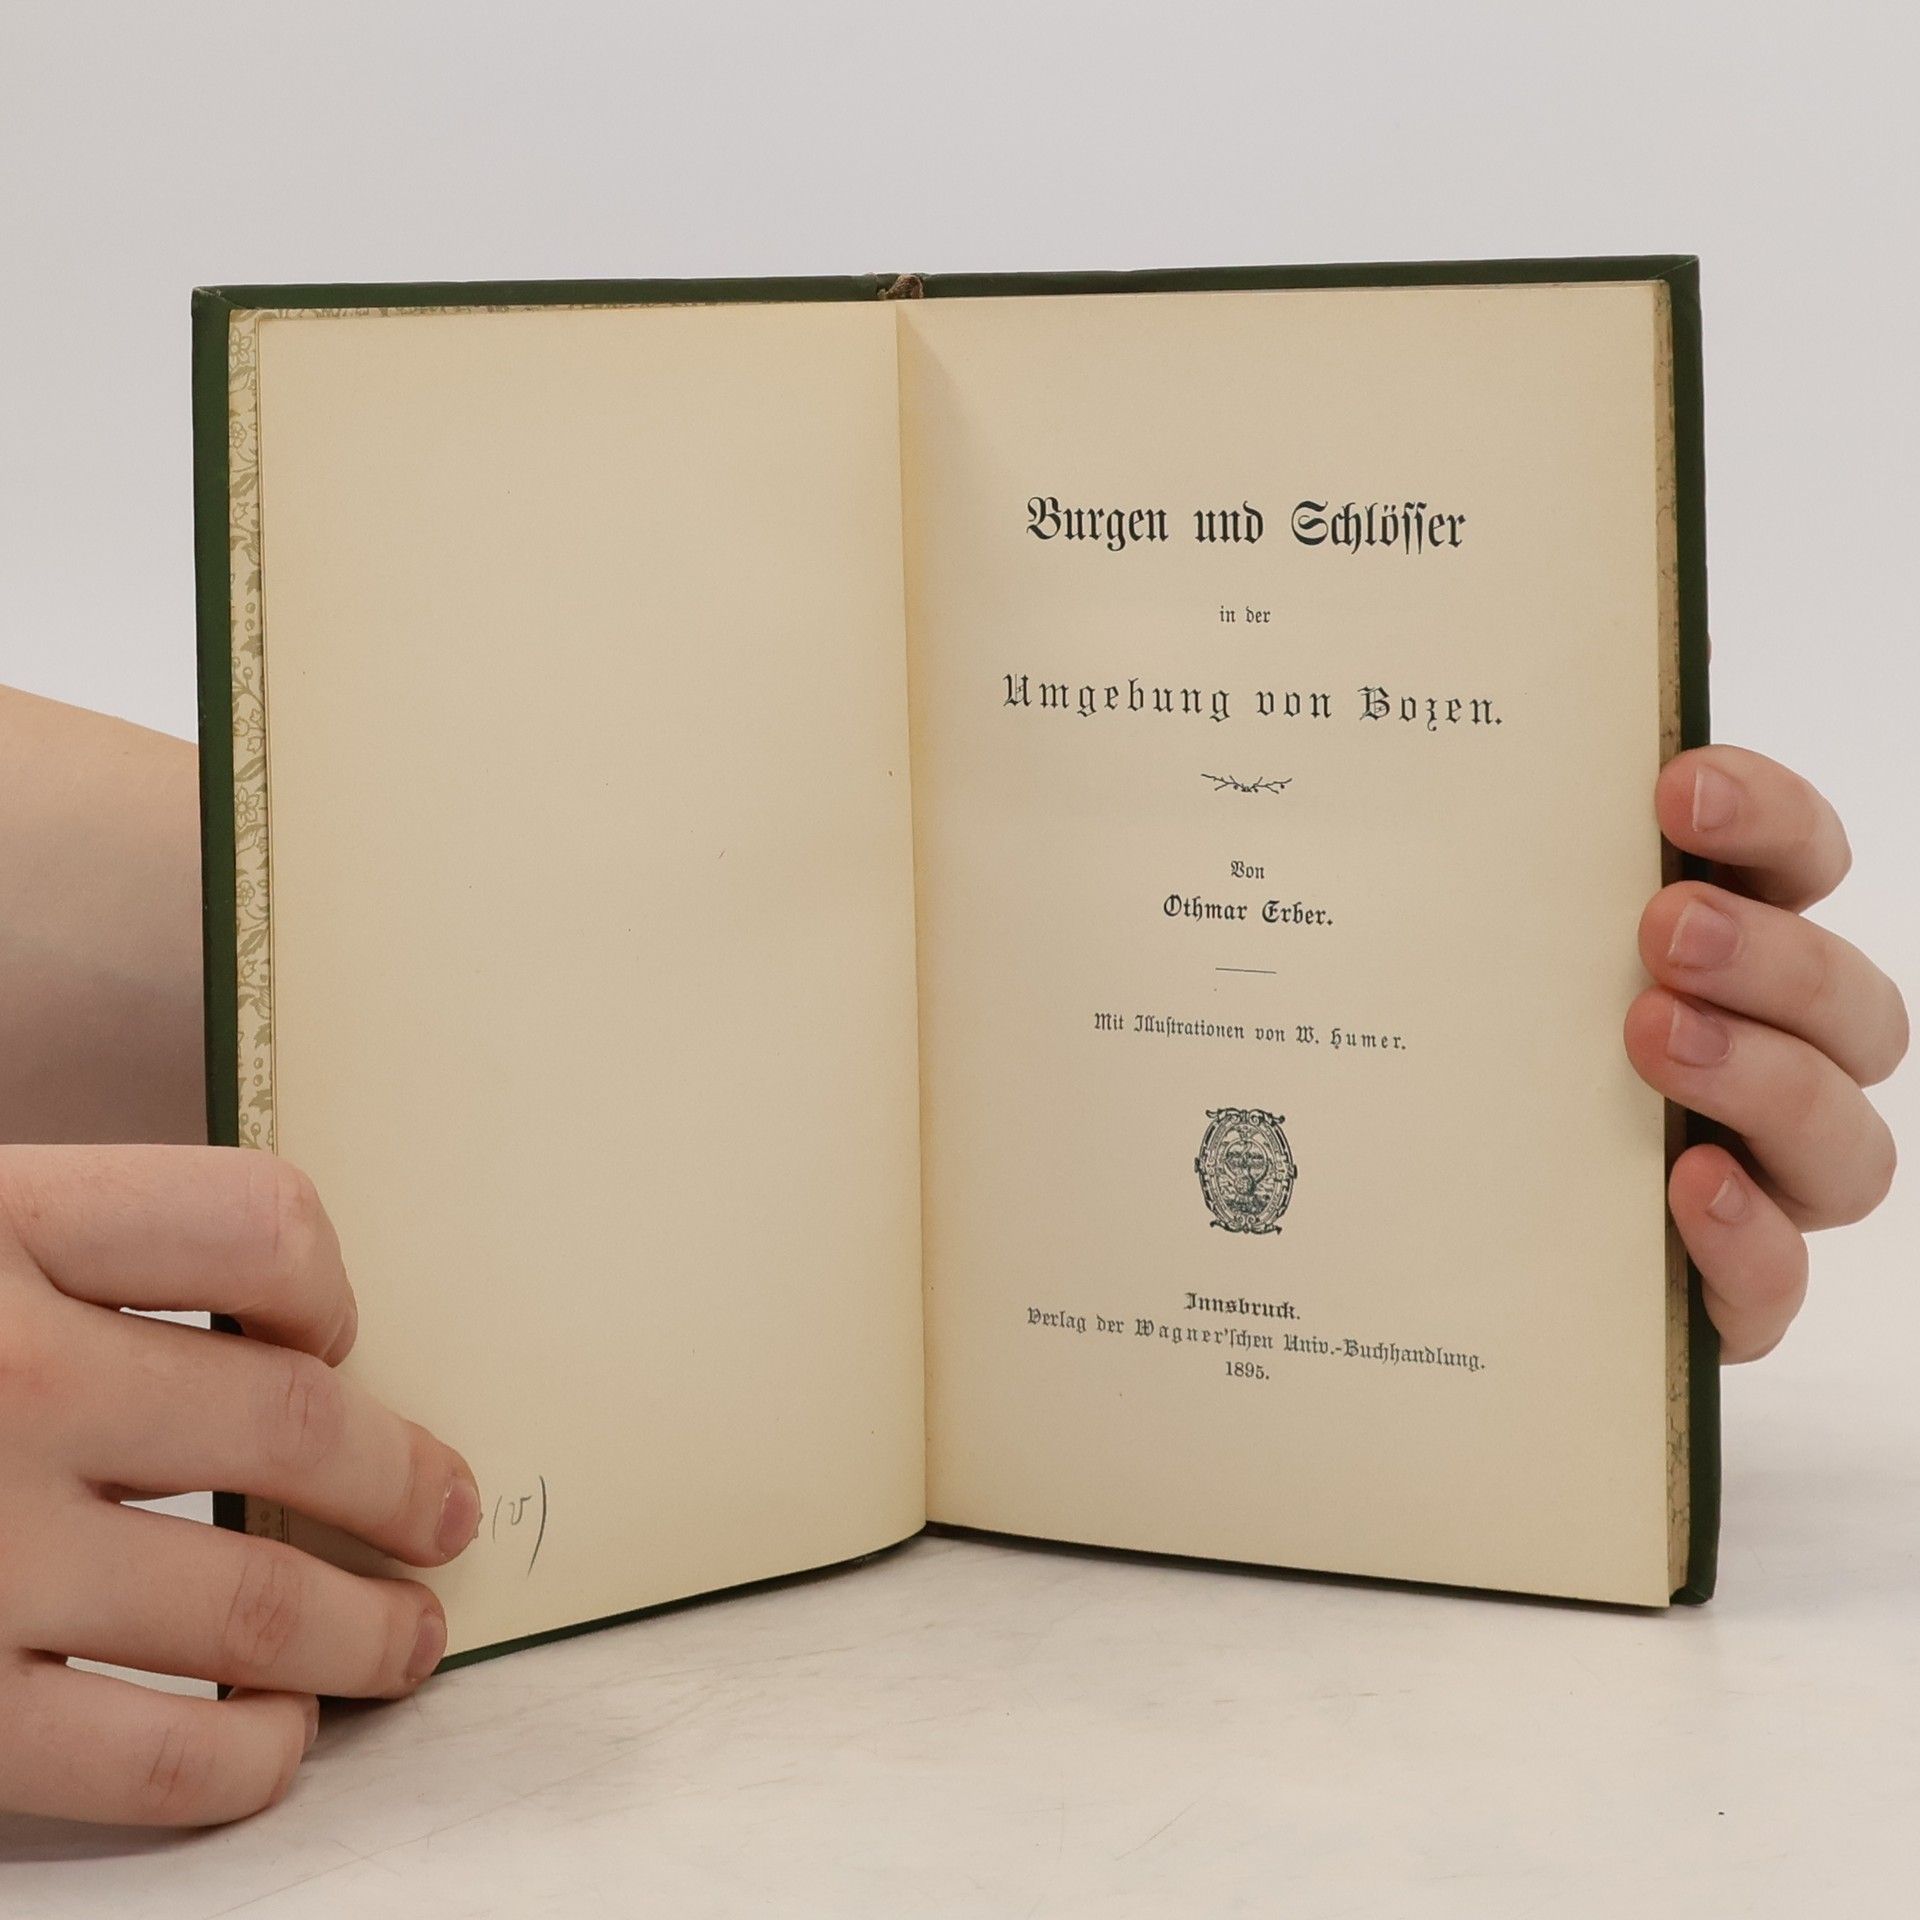 Burgen und Schlöſſer
in der
Umgebung von Bozen.
Von
Othmar Erber.
Mit Illuſtrationen von W. Humer.
Innsbruck.
Verlag der Wagner'ſchen Univ.-Buchhandlung.
1895.
(v)